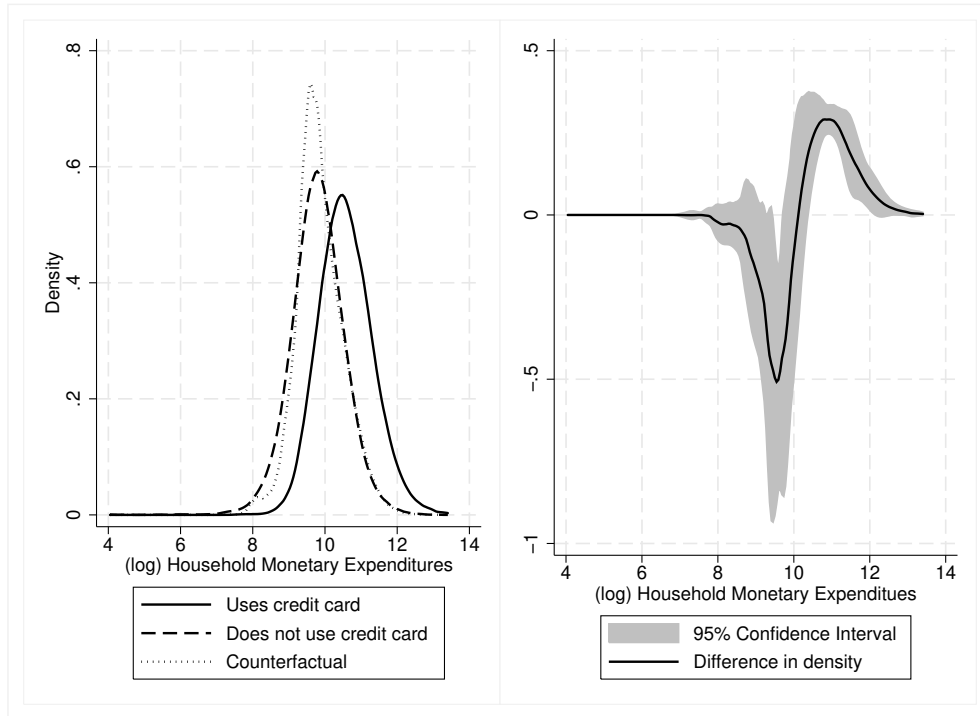 .8
.6
.4
.2
0
Density
4 6 8 10 12 14
(log) Household Monetary Expenditures
Uses credit card
Does not use credit card
Counterfactual
.5
0
-.5
-1
4 6 8 10 12 14
(log) Household Monetary Expenditues
95% Confidence Interval
Difference in density